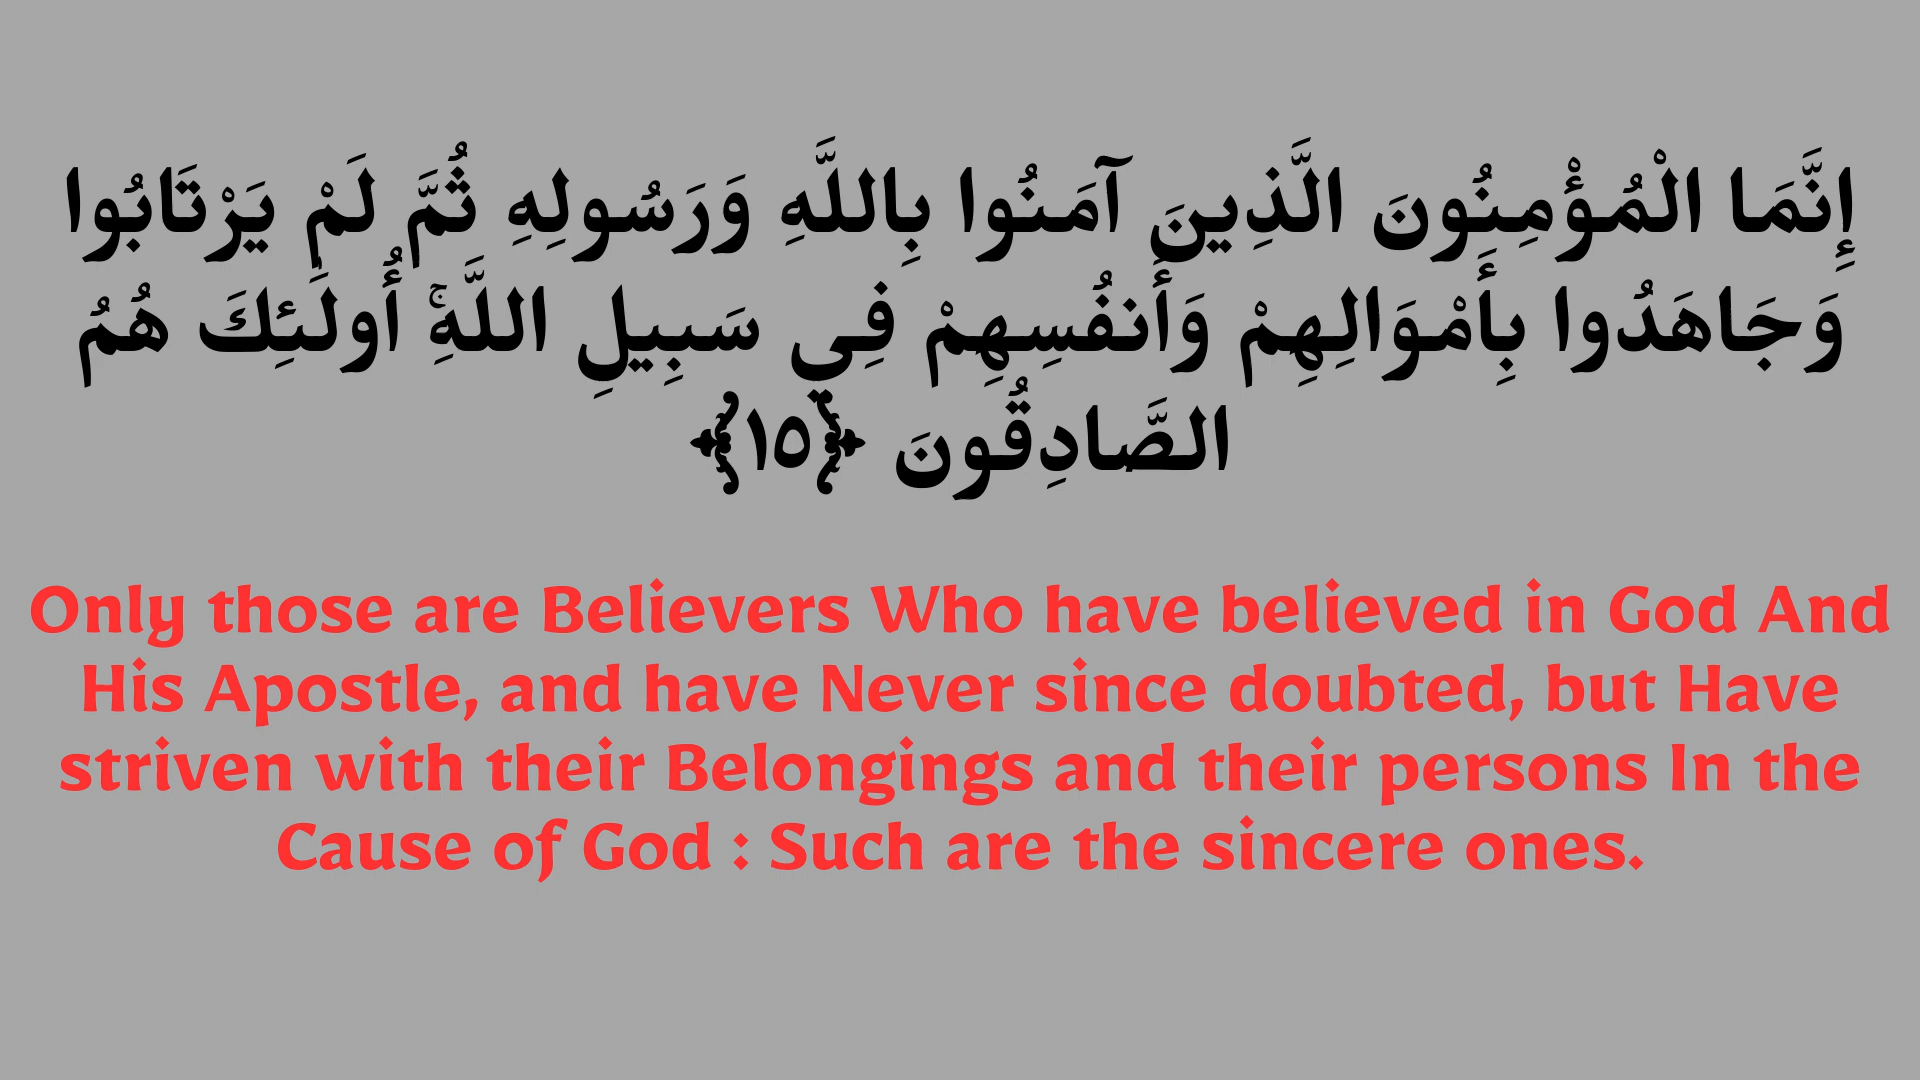 إِنَّمَا الْمُؤْمِنُونَ الَّذِينَ آمَنُوا بِاللَّهِ وَرَسُولِهِ ثُمَّ لَمْ يَرْتَابُوا
وَجَاهَدُوا بِأَمْوَالِهِمْ وَأَنفُسِهِمْ فِي سَبِيلِ اللَّهِۚ أُولَٰئِكَ هُمُ
الصَّادِقُونَ ﴿١٥﴾
Only those are Believers Who have believed in God And
His Apostle, and have Never since doubted, but Have
striven with their Belongings and their persons In the
Cause of God : Such are the sincere ones.